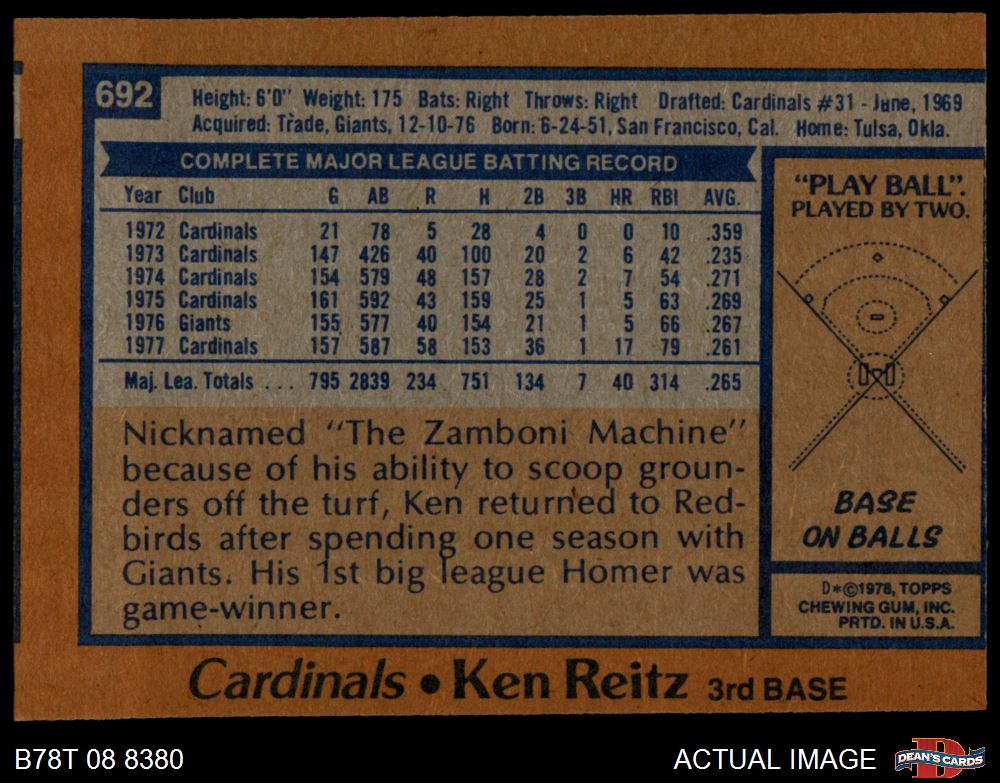 692
Height: 6'0" Weight: 175 Bats: Right Throws: Right Drafted: Cardinals #31 - June, 1969
Acquired: Trade, Giants, 12-10-76 Born: 6-24-51, San Francisco, Cal. Home: Tulsa, Okla.
COMPLETE MAJOR LEAGUE BATTING RECORD
Year Club G AB R H 2B 3B HR RBI AVG.
1972 Cardinals 21 78 5 28 4 0 0 10 .359
1973 Cardinals 147 426 40 100 20 2 6 42 .235
1974 Cardinals 154 579 48 157 28 2 7 54 .271
1975 Cardinals 161 592 43 159 25 1 5 63 .269
1976 Giants 155 577 40 154 21 1 5 66 .267
1977 Cardinals 157 587 58 153 36 1 17 79 .261
Maj. Lea. Totals ... 795 2839 234 751 134 7 40 314 .265
Nicknamed "The Zamboni Machine"
because of his ability to scoop groun-
ders off the turf, Ken returned to Red-
birds after spending one season with
Giants. His 1st big league Homer was
game-winner.
"PLAY BALL".
PLAYED BY TWO.
BASE
ON BALLS
D*©1978, TOPPS
CHEWING GUM, INC.
PRTD. IN U.S.A.
Cardinals • Ken Reitz 3rd BASE
B78T 08 8380
ACTUAL IMAGE
D
DEAN'S CARDS